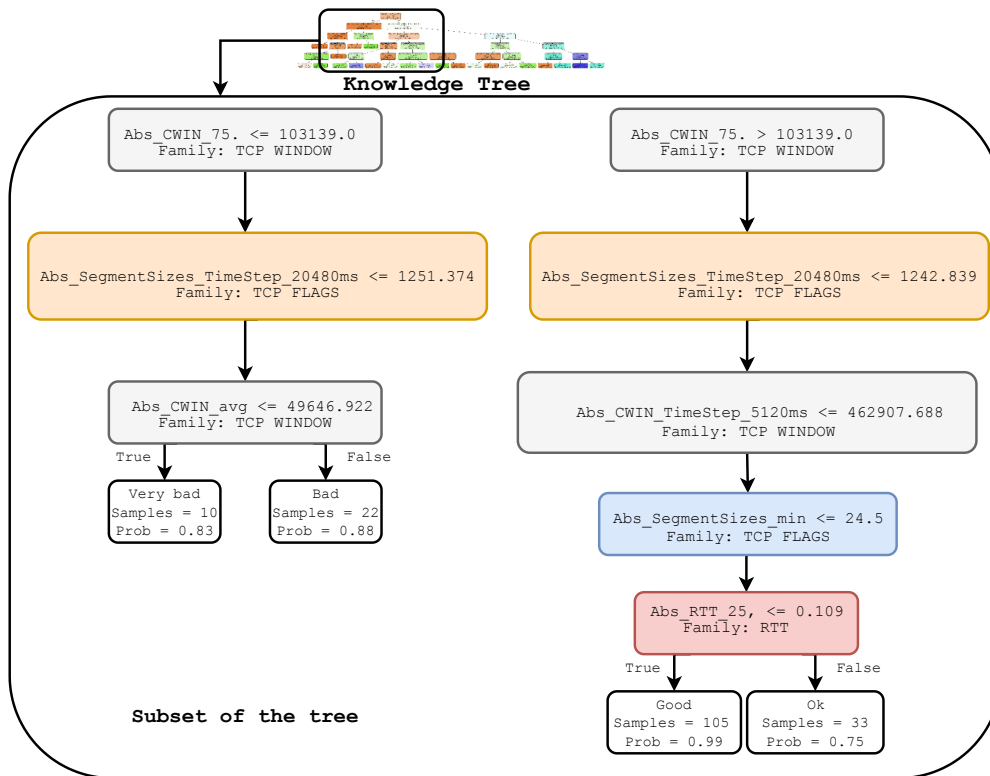 Knowledge Tree
Abs_CWIN_75. <= 103139.0
Family: TCP WINDOW
Abs_SegmentSizes_TimeStep_20480ms <= 1251.374
Family: TCP FLAGS
Abs_CWIN_avg <= 49646.922
Family: TCP WINDOW
True
False
Very bad
Samples = 10
Prob = 0.83
Bad
Samples = 22
Prob = 0.88
Abs_CWIN_75. > 103139.0
Family: TCP WINDOW
Abs_SegmentSizes_TimeStep_20480ms <= 1242.839
Family: TCP FLAGS
Abs_CWIN_TimeStep_5120ms <= 462907.688
Family: TCP WINDOW
Abs_SegmentSizes_min <= 24.5
Family: TCP FLAGS
Abs_RTT_25, <= 0.109
Family: RTT
True
False
Good
Samples = 105
Prob = 0.99
Ok
Samples = 33
Prob = 0.75
Subset of the tree